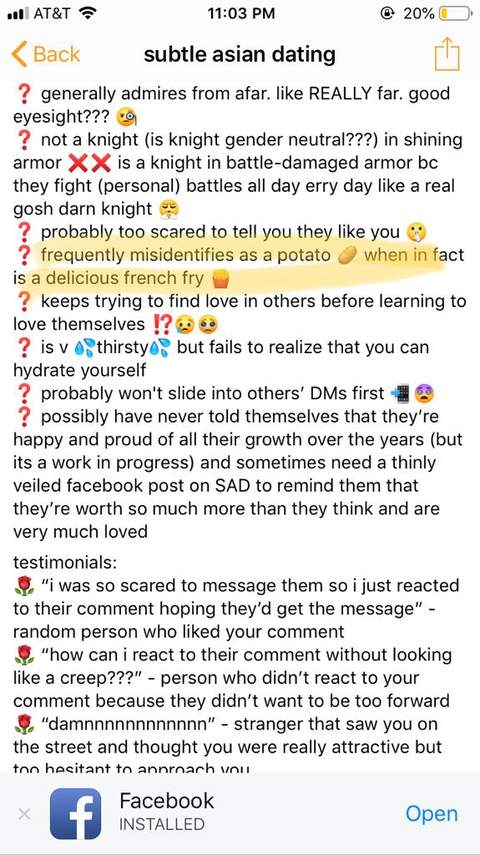 AT&T 11:03 PM 20%
Back subtle asian dating
❓ generally admires from afar. like REALLY far. good
eyesight??? 🧐
❓ not a knight (is knight gender neutral???) in shining
armor ❌❌ is a knight in battle-damaged armor bc
they fight (personal) battles all day erry day like a real
gosh darn knight 😤
❓ probably too scared to tell you they like you 🤫
❓ frequently misidentifies as a potato 🥔 when in fact
is a delicious french fry 🍟
❓ keeps trying to find love in others before learning to
love themselves ⁉️😥🥺
❓ is v 💦thirsty💦 but fails to realize that you can
hydrate yourself
❓ probably won't slide into others’ DMs first 📲😨
❓ possibly have never told themselves that they’re
happy and proud of all their growth over the years (but
its a work in progress) and sometimes need a thinly
veiled facebook post on SAD to remind them that
they’re worth so much more than they think and are
very much loved
testimonials:
🌹 “i was so scared to message them so i just reacted
to their comment hoping they’d get the message” -
random person who liked your comment
🌹 “how can i react to their comment without looking
like a creep???” - person who didn’t react to your
comment because they didn’t want to be too forward
🌹 “damnnnnnnnnnnnn” - stranger that saw you on
the street and thought you were really attractive but
too hesitant to approach you
Facebook
INSTALLED
Open